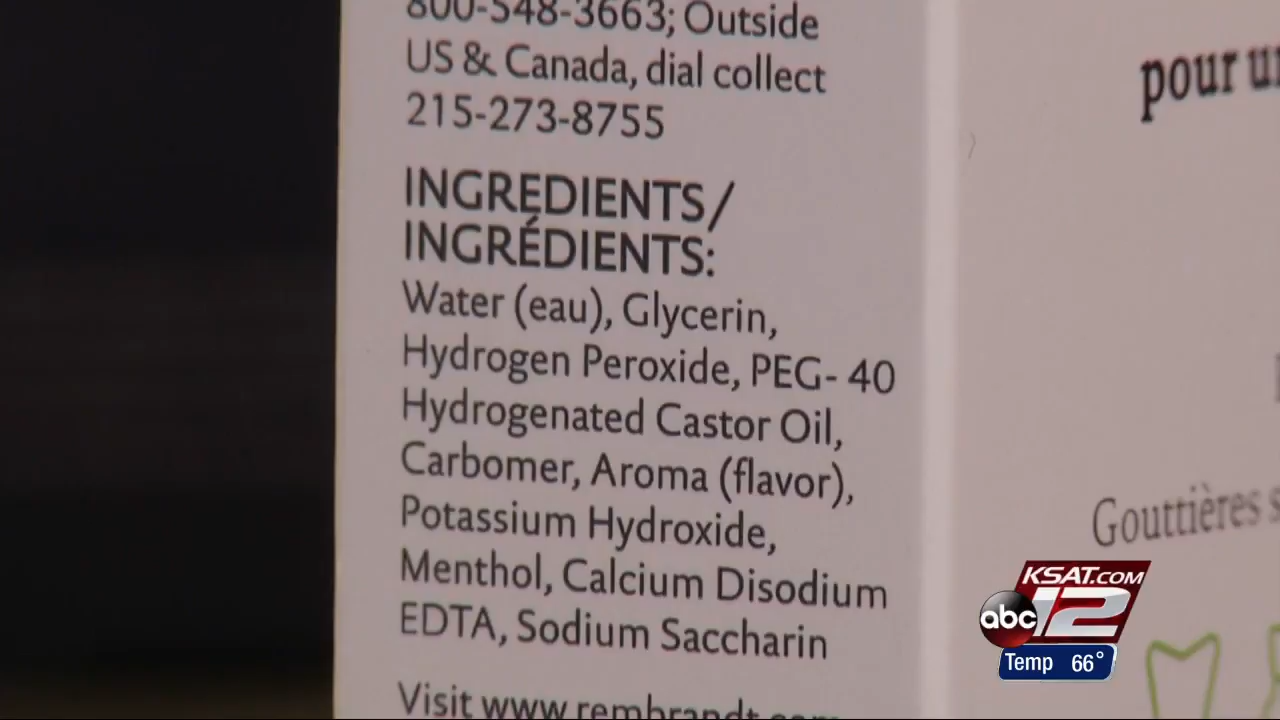 800-548-3663; Outside
US & Canada, dial collect
215-273-8755
INGREDIENTS/
INGRÉDIENTS:
Water (eau), Glycerin,
Hydrogen Peroxide, PEG- 40
Hydrogenated Castor Oil,
Carbomer, Aroma (flavor),
Potassium Hydroxide,
Menthol, Calcium Disodium
EDTA, Sodium Saccharin
Visit www.rembrandt.com
pour
Gouttières
KSAT.COM
abc 12
Temp 66°